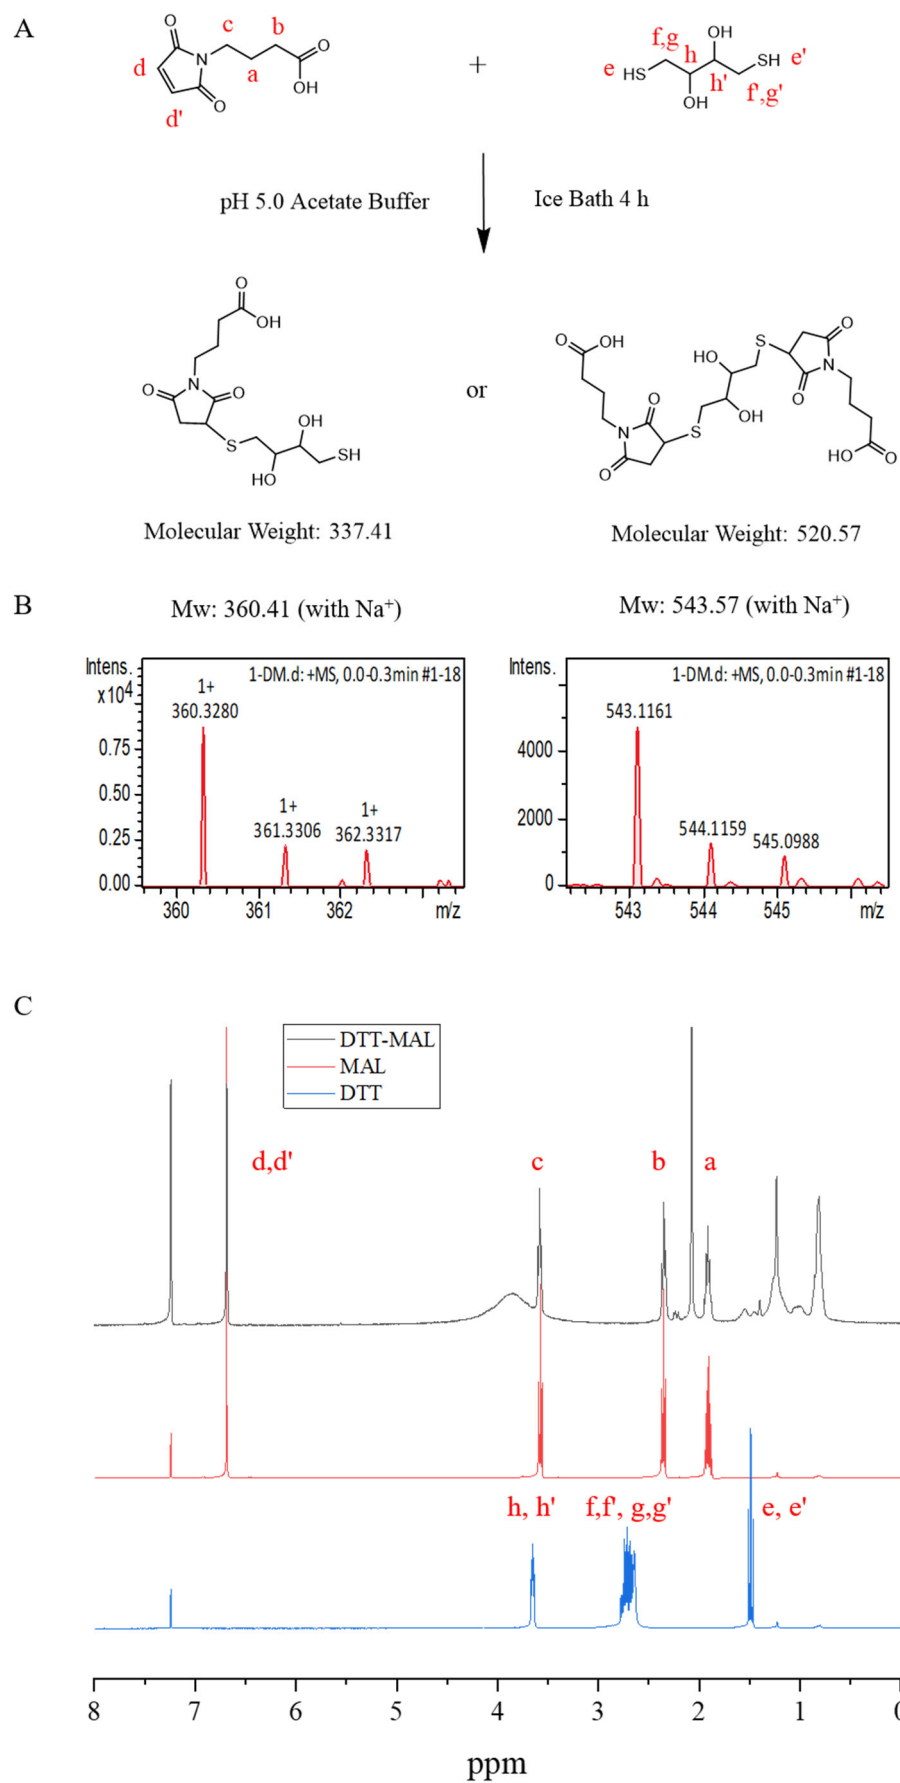 A
O
c
b
d
N
a
O
OH
O
d'
+
f,g
h
OH
e
HS
SH
e'
h'
OH
f',g'
pH 5.0 Acetate Buffer
Ice Bath 4 h
O
OH
O
N
O
S
OH
HO
SH
or
O
OH
HO
S
O
N
O
O
N
O
S
OH
HO
O
Molecular Weight: 337.41
Molecular Weight: 520.57
B
Mw: 360.41 (with Na⁺)
Mw: 543.57 (with Na⁺)
Intens.
x10⁴
1-DM.d: +MS, 0.0-0.3min #1-18
1+
360.3280
1+
361.3306
1+
362.3317
0.75
0.50
0.25
0.00
360
361
362
m/z
Intens.
1-DM.d: +MS, 0.0-0.3min #1-18
543.1161
544.1159
545.0988
4000
2000
0
543
544
545
m/z
C
DTT-MAL
MAL
DTT
d,d'
c
b
a
h, h'
f,f', g,g'
e, e'
8
7
6
5
4
3
2
1
0
ppm